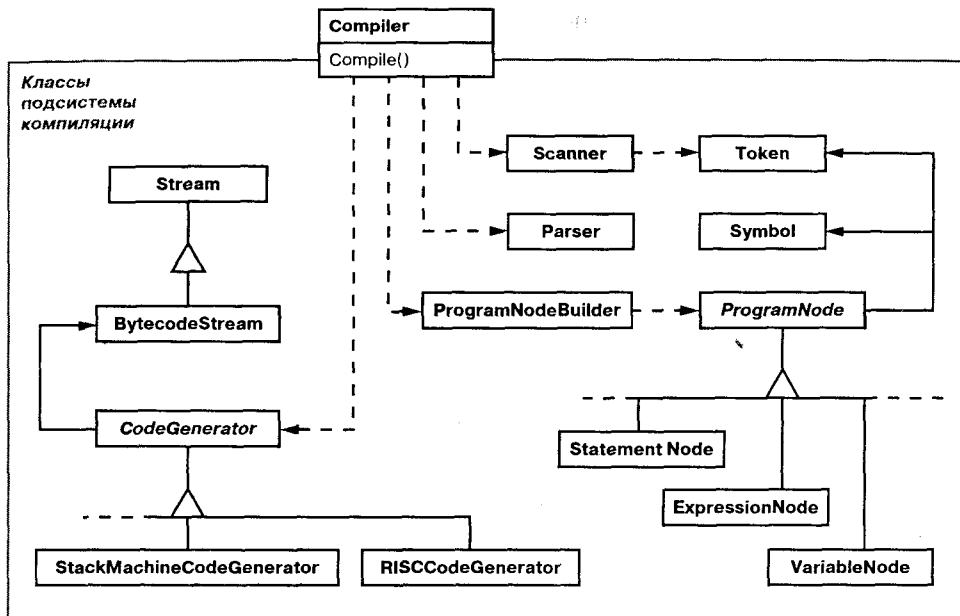 Compiler
Compile()
Классы
подсистемы
компиляции
Scanner
Token
Stream
Parser
Symbol
BytecodeStream
ProgramNodeBuilder
ProgramNode
CodeGenerator
Statement Node
ExpressionNode
StackMachineCodeGenerator
RISCCodeGenerator
VariableNode